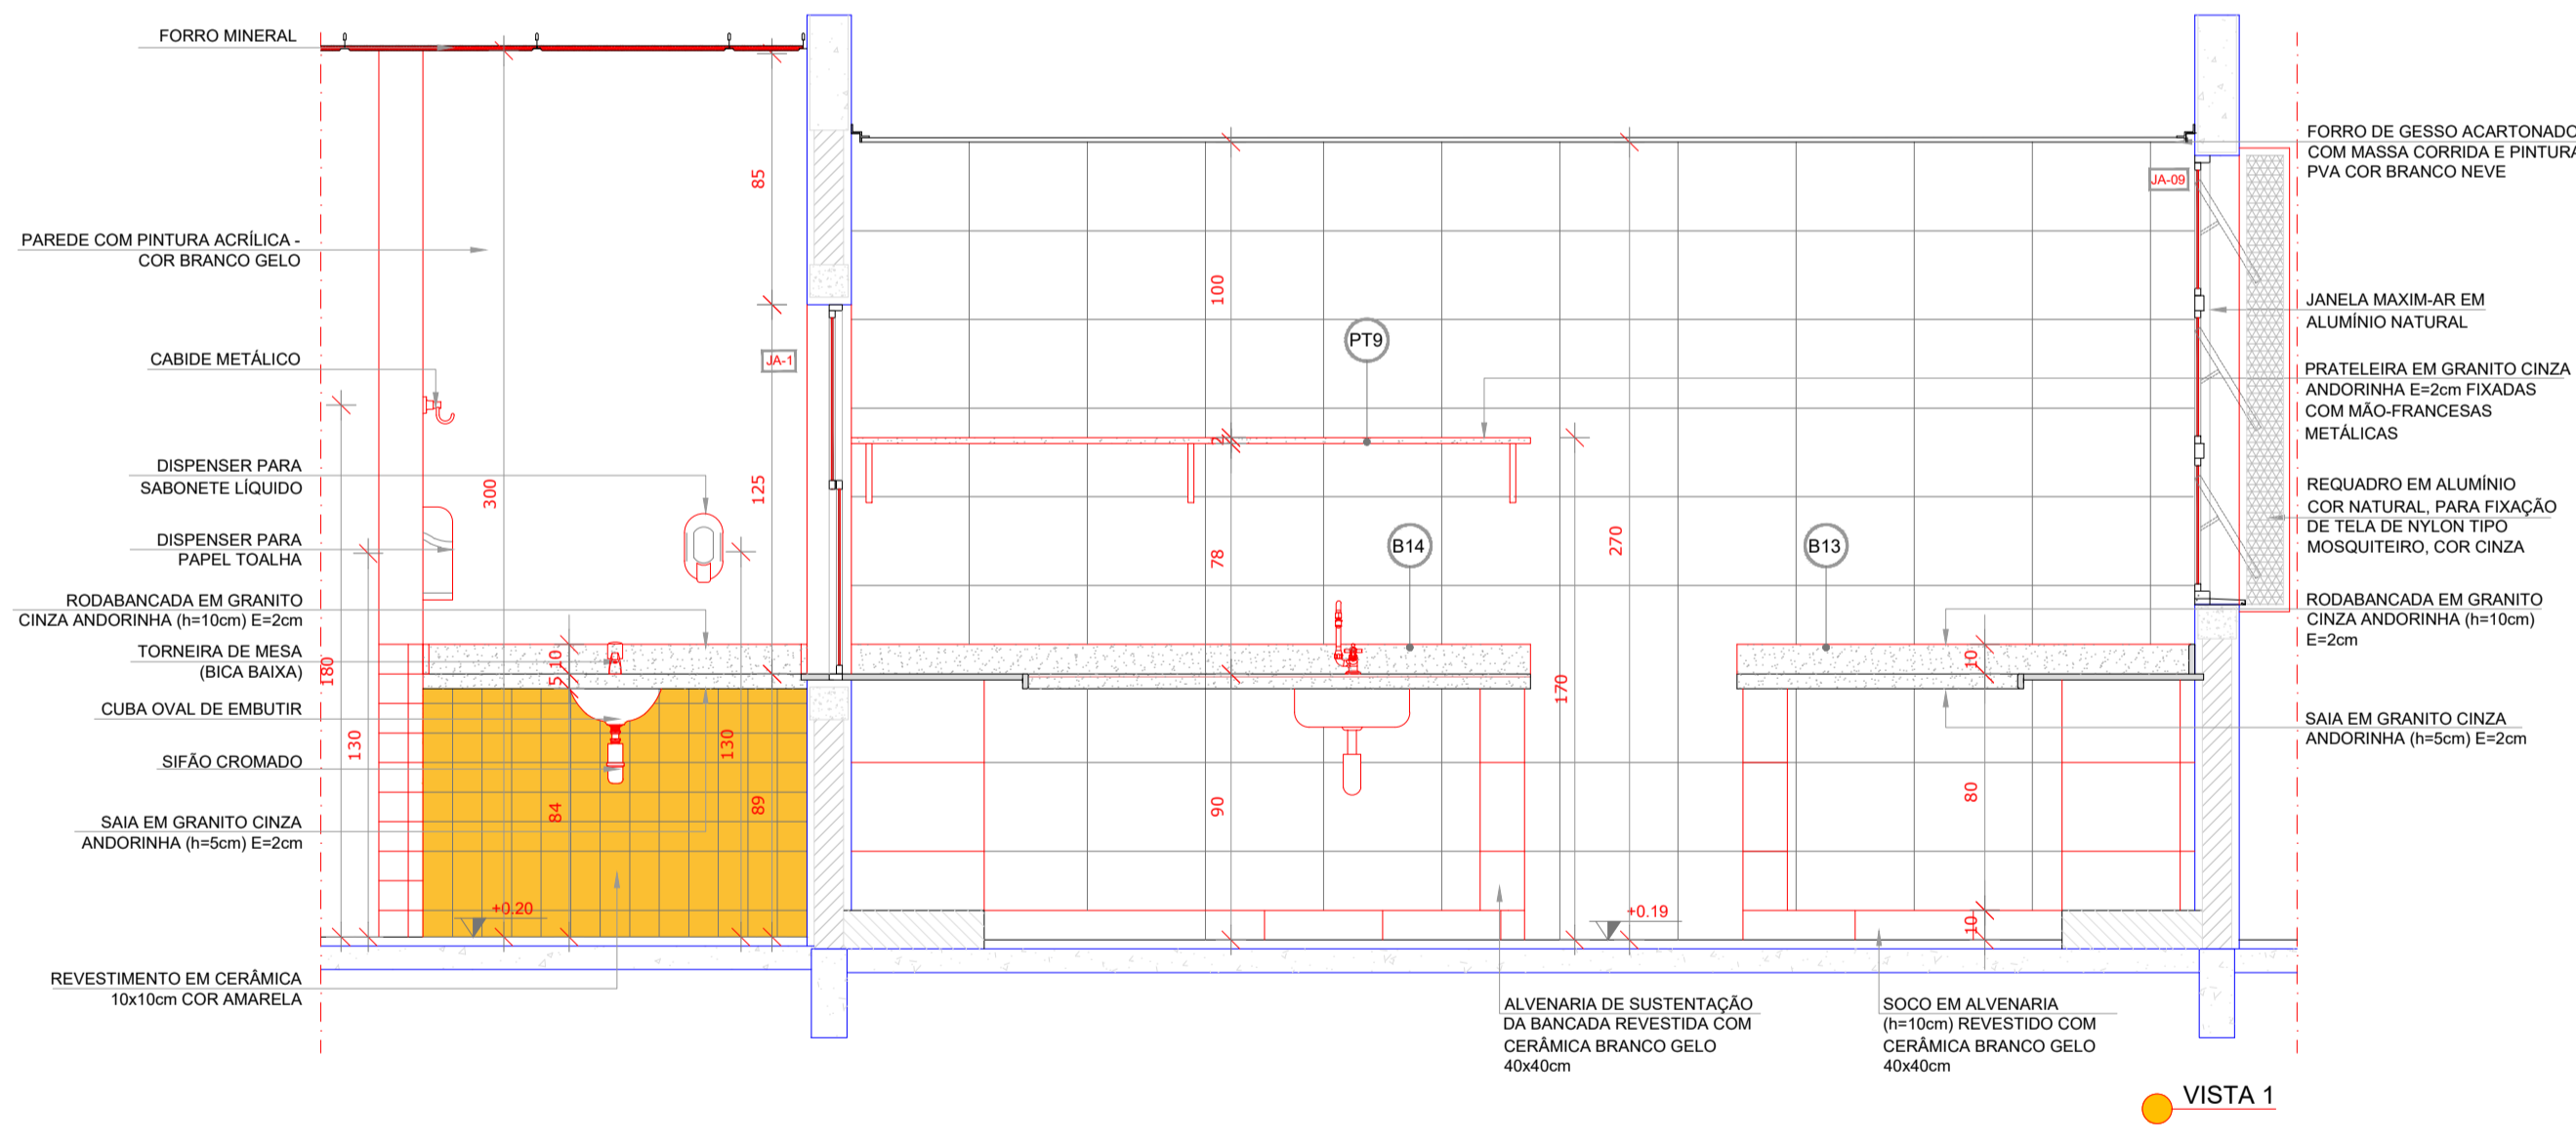 FORRO MINERAL
PAREDE COM PINTURA ACRÍLICA -
COR BRANCO GELO
CABIDE METÁLICO
DISPENSER PARA
SABONETE LÍQUIDO
DISPENSER PARA
PAPEL TOALHA
RODABANCADA EM GRANITO
CINZA ANDORINHA (h=10cm) E=2cm
TORNEIRA DE MESA
(BICA BAIXA)
CUBA OVAL DE EMBUTIR
SIFÃO CROMADO
SAIA EM GRANITO CINZA
ANDORINHA (h=5cm) E=2cm
REVESTIMENTO EM CERÂMICA
10x10cm COR AMARELA
180
130
300
10
5
84
130
85
125
89
+0.20
JA-1
100
2
78
90
PT9
B14
170
270
+0.19
B13
10
80
10
JA-09
FORRO DE GESSO ACARTONADO
COM MASSA CORRIDA E PINTURA
PVA COR BRANCO NEVE
JANELA MAXIM-AR EM
ALUMÍNIO NATURAL
PRATELEIRA EM GRANITO CINZA
ANDORINHA E=2cm FIXADAS
COM MÃO-FRANCESAS
METÁLICAS
REQUADRO EM ALUMÍNIO
COR NATURAL, PARA FIXAÇÃO
DE TELA DE NYLON TIPO
MOSQUITEIRO, COR CINZA
RODABANCADA EM GRANITO
CINZA ANDORINHA (h=10cm)
E=2cm
SAIA EM GRANITO CINZA
ANDORINHA (h=5cm) E=2cm
ALVENARIA DE SUSTENTAÇÃO
DA BANCADA REVESTIDA COM
CERÂMICA BRANCO GELO
40x40cm
SOCO EM ALVENARIA
(h=10cm) REVESTIDO COM
CERÂMICA BRANCO GELO
40x40cm
VISTA 1